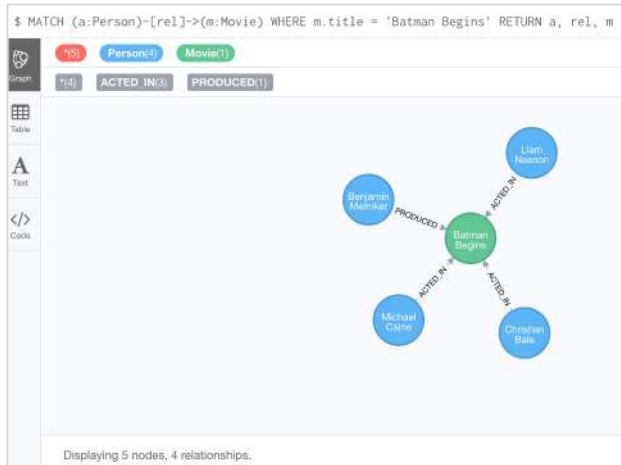 $ MATCH (a:Person)-[rel]->(m:Movie) WHERE m.title = 'Batman Begins' RETURN a, rel, m
*(5) Person(4) Movie(1)
*(4) ACTED_IN(3) PRODUCED(1)
Graph
Table
A
Text
</>
Code
Liam
Neeson
Benjamin
Melniker
PRODUCED
ACTED_IN
Batman
Begins
ACTED_IN
ACTED_IN
Michael
Caine
Christian
Bale
Displaying 5 nodes, 4 relationships.